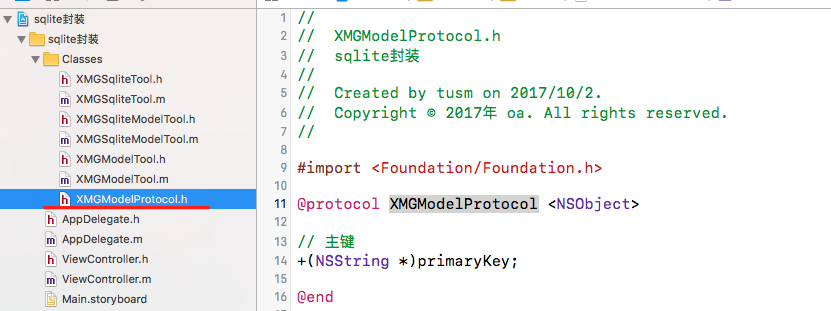 sqlite封装
sqlite封装
Classes
XMGSqliteTool.h
XMGSqliteTool.m
XMGSqliteModelTool.h
XMGSqliteModelTool.m
XMGModelTool.h
XMGModelTool.m
XMGModelProtocol.h
AppDelegate.h
AppDelegate.m
ViewController.h
ViewController.m
Main.storyboard
1 //
2 //  XMGModelProtocol.h
3 //  sqlite封装
4 //
5 //  Created by tusm on 2017/10/2.
6 //  Copyright © 2017年 oa. All rights reserved.
7 //
8
9 #import <Foundation/Foundation.h>
10
11 @protocol XMGModelProtocol <NSObject>
12
13 // 主键
14 +(NSString *)primaryKey;
15
16 @end